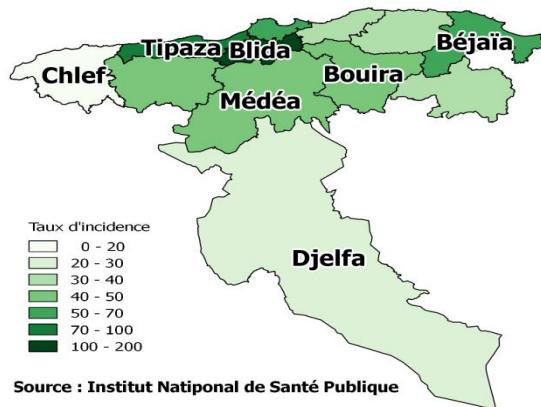 Tipaza Blida Béjaïa
Chlef Bouira
Médéa
Djelfa
Taux d'incidence
0 - 20
20 - 30
30 - 40
40 - 50
50 - 70
70 - 100
100 - 200
Source : Institut Natiponal de Santé Publique